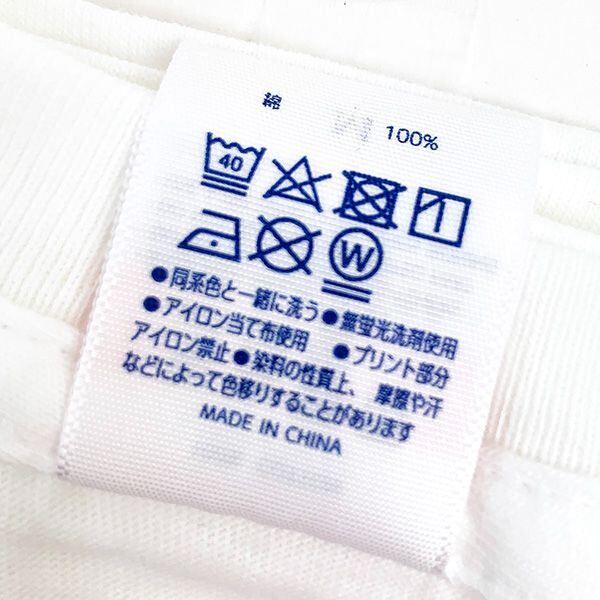 綿 100%
40
W
●同系色と一緒に洗う●無蛍光洗剤使用
●アイロン当て布使用 ●プリント部分
アイロン禁止●染料の性質上、摩擦や汗
などによって色移りすることがあります
MADE IN CHINA